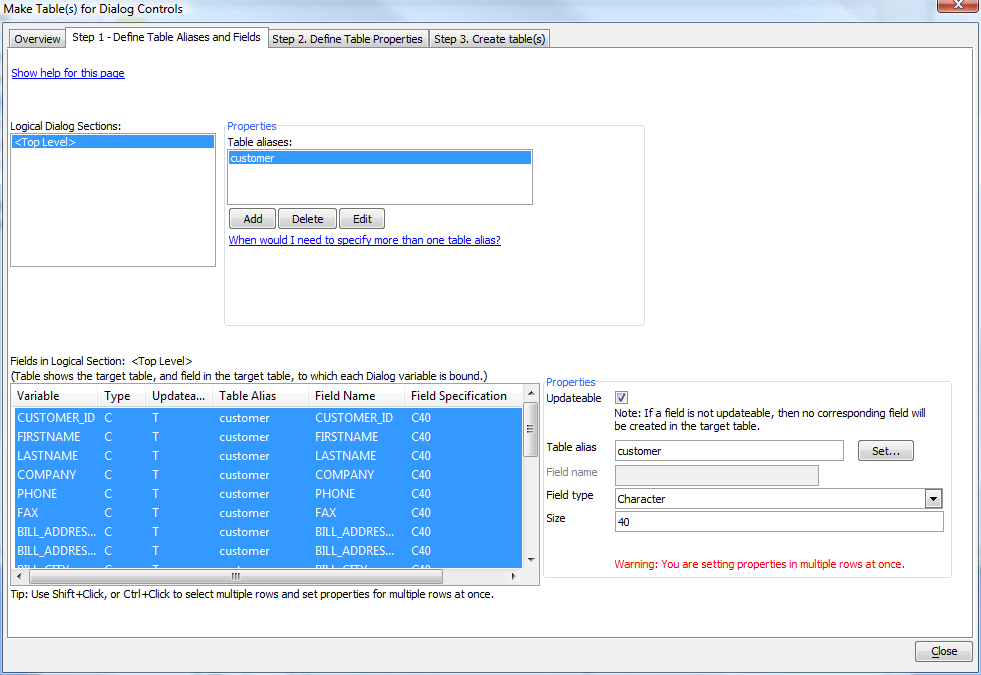 Make Table(s) for Dialog Controls
Overview
Step 1 - Define Table Aliases and Fields
Step 2. Define Table Properties
Step 3. Create table(s)
Show help for this page
Logical Dialog Sections:
<Top Level>
Properties
Table aliases:
customer
Add Delete Edit
When would I need to specify more than one table alias?
Fields in Logical Section: <Top Level>
(Table shows the target table, and field in the target table, to which each Dialog variable is bound.)
Variable Type Updatea... Table Alias Field Name Field Specification
CUSTOMER_ID C T customer CUSTOMER_ID C40
FIRSTNAME C T customer FIRSTNAME C40
LASTNAME C T customer LASTNAME C40
COMPANY C T customer COMPANY C40
PHONE C T customer PHONE C40
FAX C T customer FAX C40
BILL_ADDRES... C T customer BILL_ADDRES... C40
BILL_ADDRES... C T customer BILL_ADDRES... C40
BILL_CITY C T customer BILL_CITY C40
Tip: Use Shift+Click, or Ctrl+Click to select multiple rows and set properties for multiple rows at once.
Properties
Updateable
Note: If a field is not updateable, then no corresponding field will
be created in the target table.
Table alias customer Set...
Field name
Field type Character
Size 40
Warning: You are setting properties in multiple rows at once.
Close